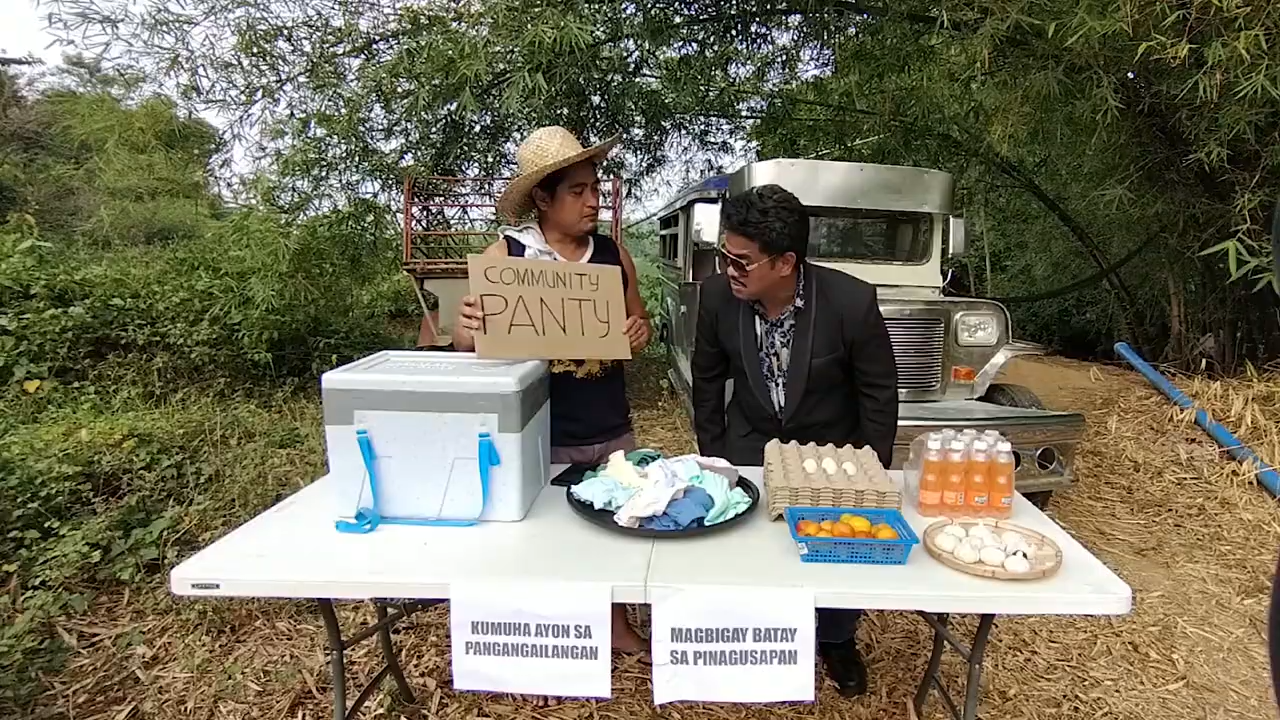 COMMUNITY
PANTY
KUMUHA AYON SA
PANGANGAILANGAN
MAGBIGAY BATAY
SA PINAGUSAPAN